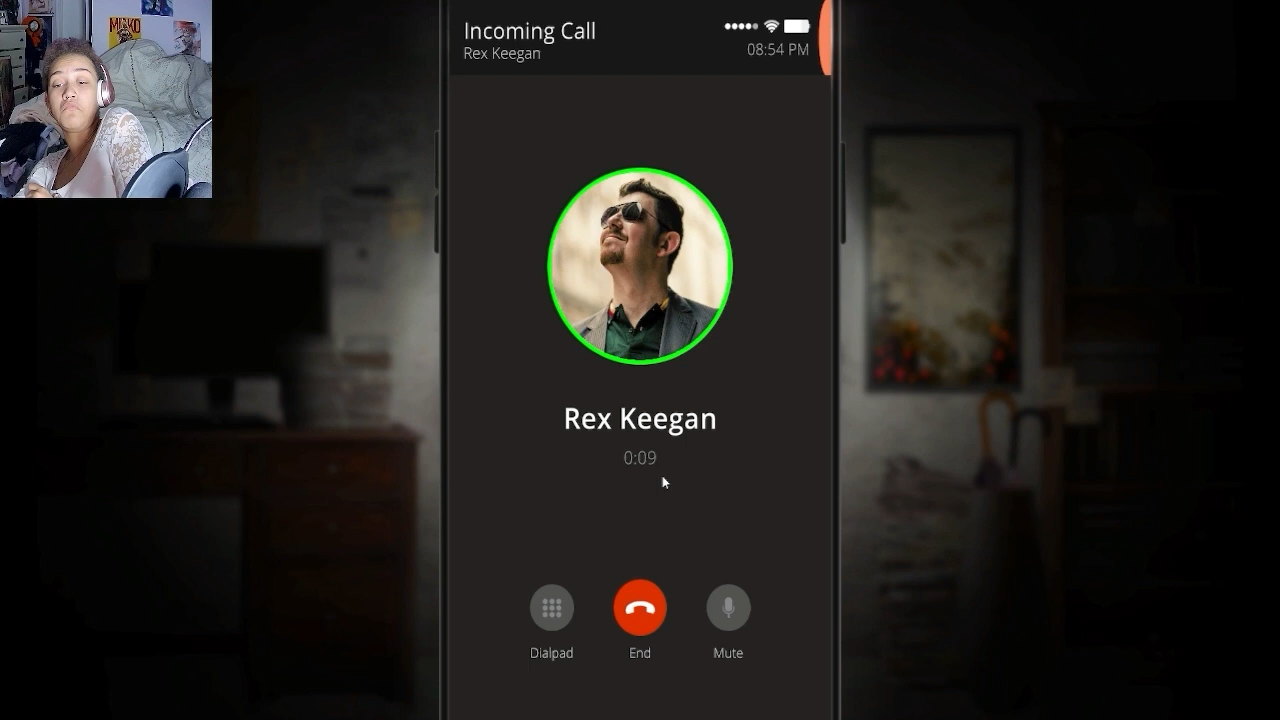 Incoming Call
Rex Keegan
08:54 PM
Rex Keegan
0:09
Dialpad
End
Mute